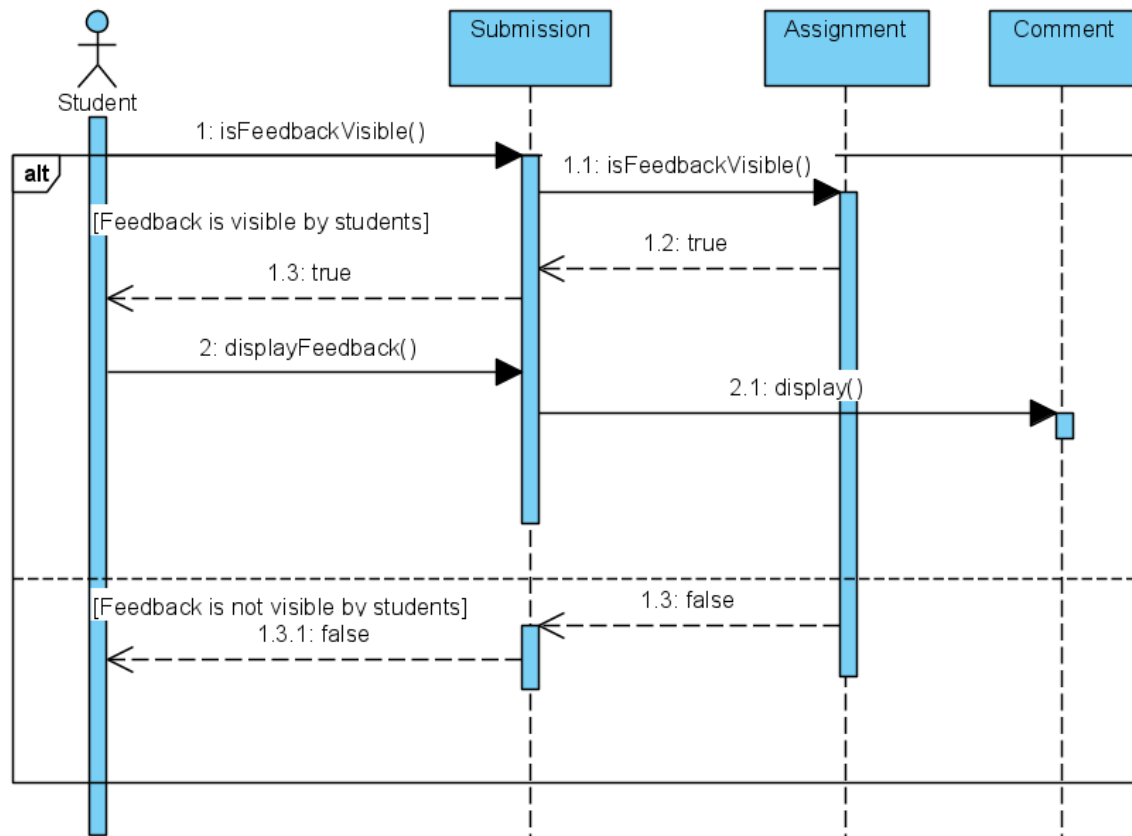 Submission
Assignment
Comment
Student
1: isFeedbackVisible()
alt
1.1: isFeedbackVisible()
[Feedback is visible by students]
1.2: true
1.3: true
2: displayFeedback()
2.1: display()
[Feedback is not visible by students]
1.3: false
1.3.1: false